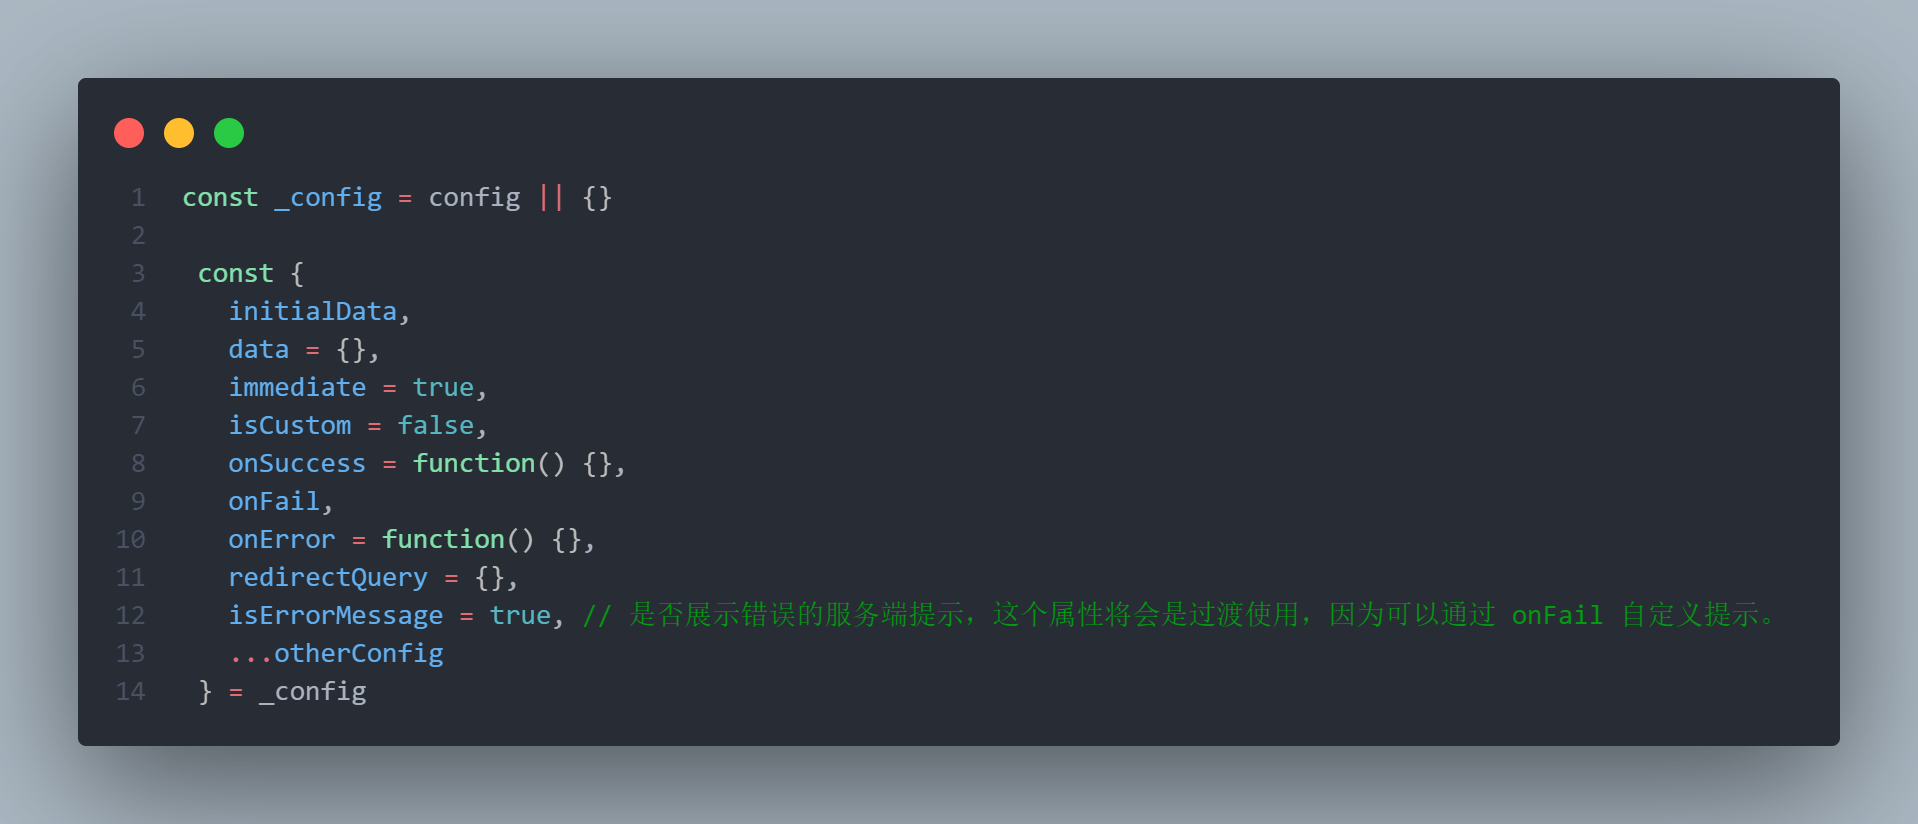 1 const _config = config || {}
2
3 const {
4 initialData,
5 data = {},
6 immediate = true,
7 isCustom = false,
8 onSuccess = function() {},
9 onFail,
10 onError = function() {},
11 redirectQuery = {},
12 isErrorMessage = true, // 是否展示错误的服务端提示，这个属性将会是过渡使用，因为可以通过 onFail 自定义提示。
13 ...otherConfig
14 } = _config